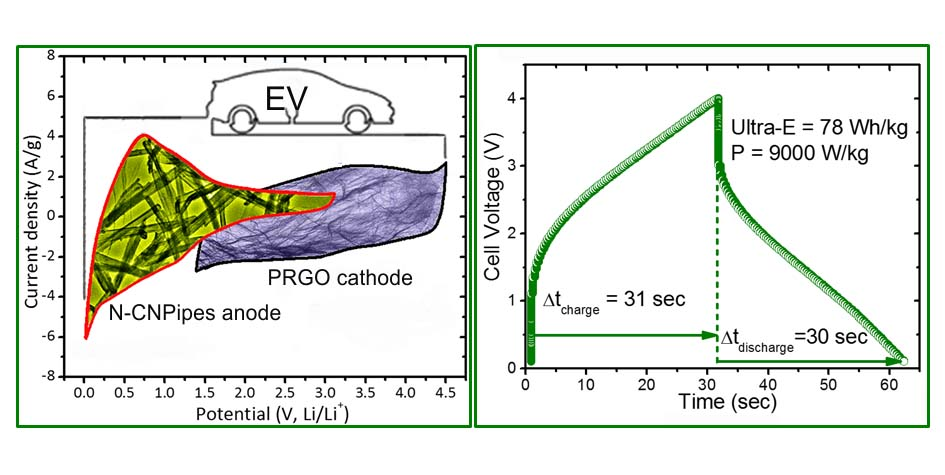 8
6
4
2
0
-2
-4
-6
-8
Current density (A/g)
EV
PRGO cathode
N-CNPipes anode
0.0 0.5 1.0 1.5 2.0 2.5 3.0 3.5 4.0 4.5
Potential (V, Li/Li⁺)
4
3
2
1
0
Cell Voltage (V)
Ultra-E = 78 Wh/kg
P = 9000 W/kg
Δtcharge = 31 sec
Δtdischarge=30 sec
0 10 20 30 40 50 60
Time (sec)